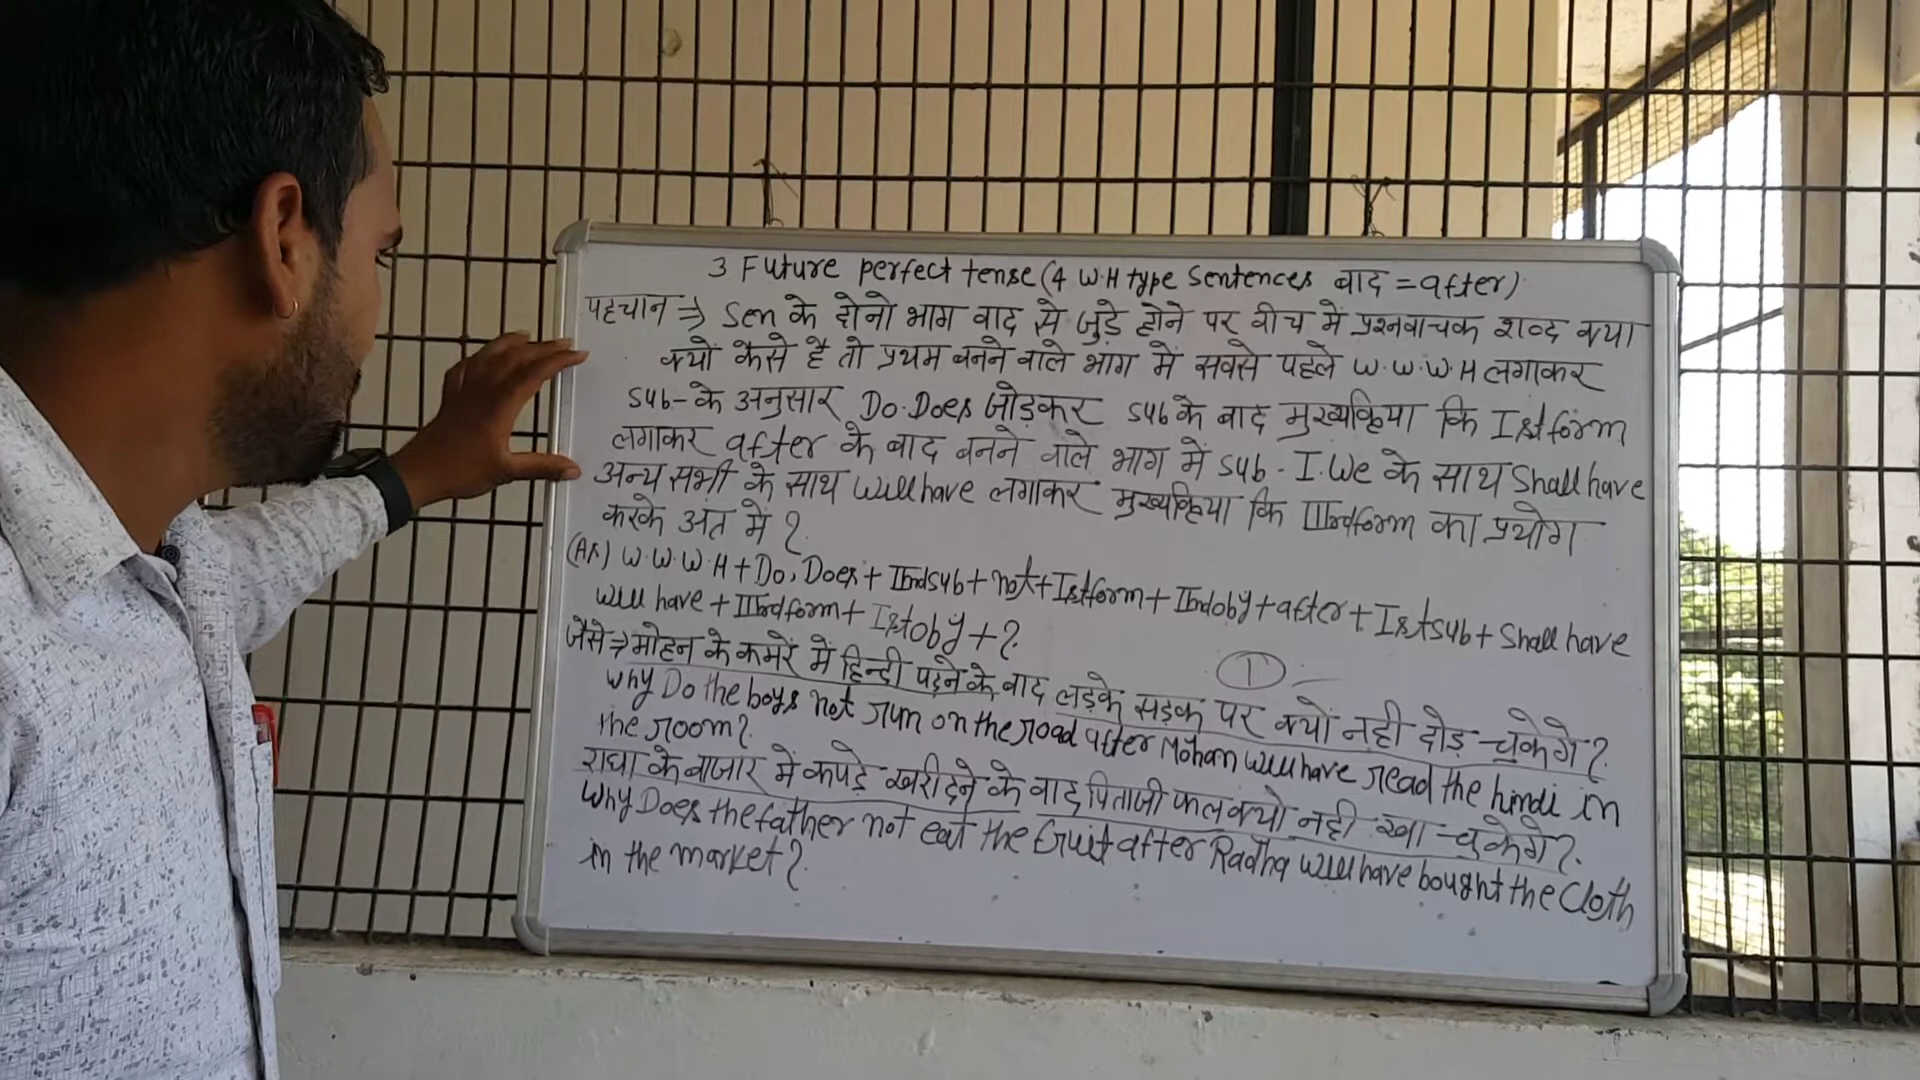 3 Future perfect tense (4 W.H type Sentences बाद = after)
पहचान ⇒ Sen के दोनो भाग बाद से जुड़े होने पर बीच में प्रश्नवाचक शब्द क्या
क्यों कैसे है तो प्रथम बनने वाले भाग में सबसे पहले W.W.W.H लगाकर
Sub- के अनुसार Do.Does जोड़कर Sub के बाद मुख्यक्रिया कि Ist form
लगाकर after के बाद बनने वाले भाग में Sub - I.We के साथ Shall have
अन्य सभी के साथ will have लगाकर मुख्यक्रिया कि IIIrd form का प्रयोग
करके अत में ?
(As) W.W.W.H + Do, Does + IIndsub + not + Ist form + IIndobj + after + Ist sub + Shall have
will have + IIIrd form + Ist obj + ?
जैसे ⇒ मोहन के कमरें में हिन्दी पढ़ने के बाद लड़के सड़क पर क्यों नही दोड़ चुकेगे ?
why Do the boys not run on the road after Mohan will have read the hindi in
the room ?
राधा के बाजार में कपड़े खरीदने के बाद पिताजी फल क्यो नही खा चुकेगे ?
Why Does the father not eat the fruit after Radha will have bought the Cloth
in the market ?
1